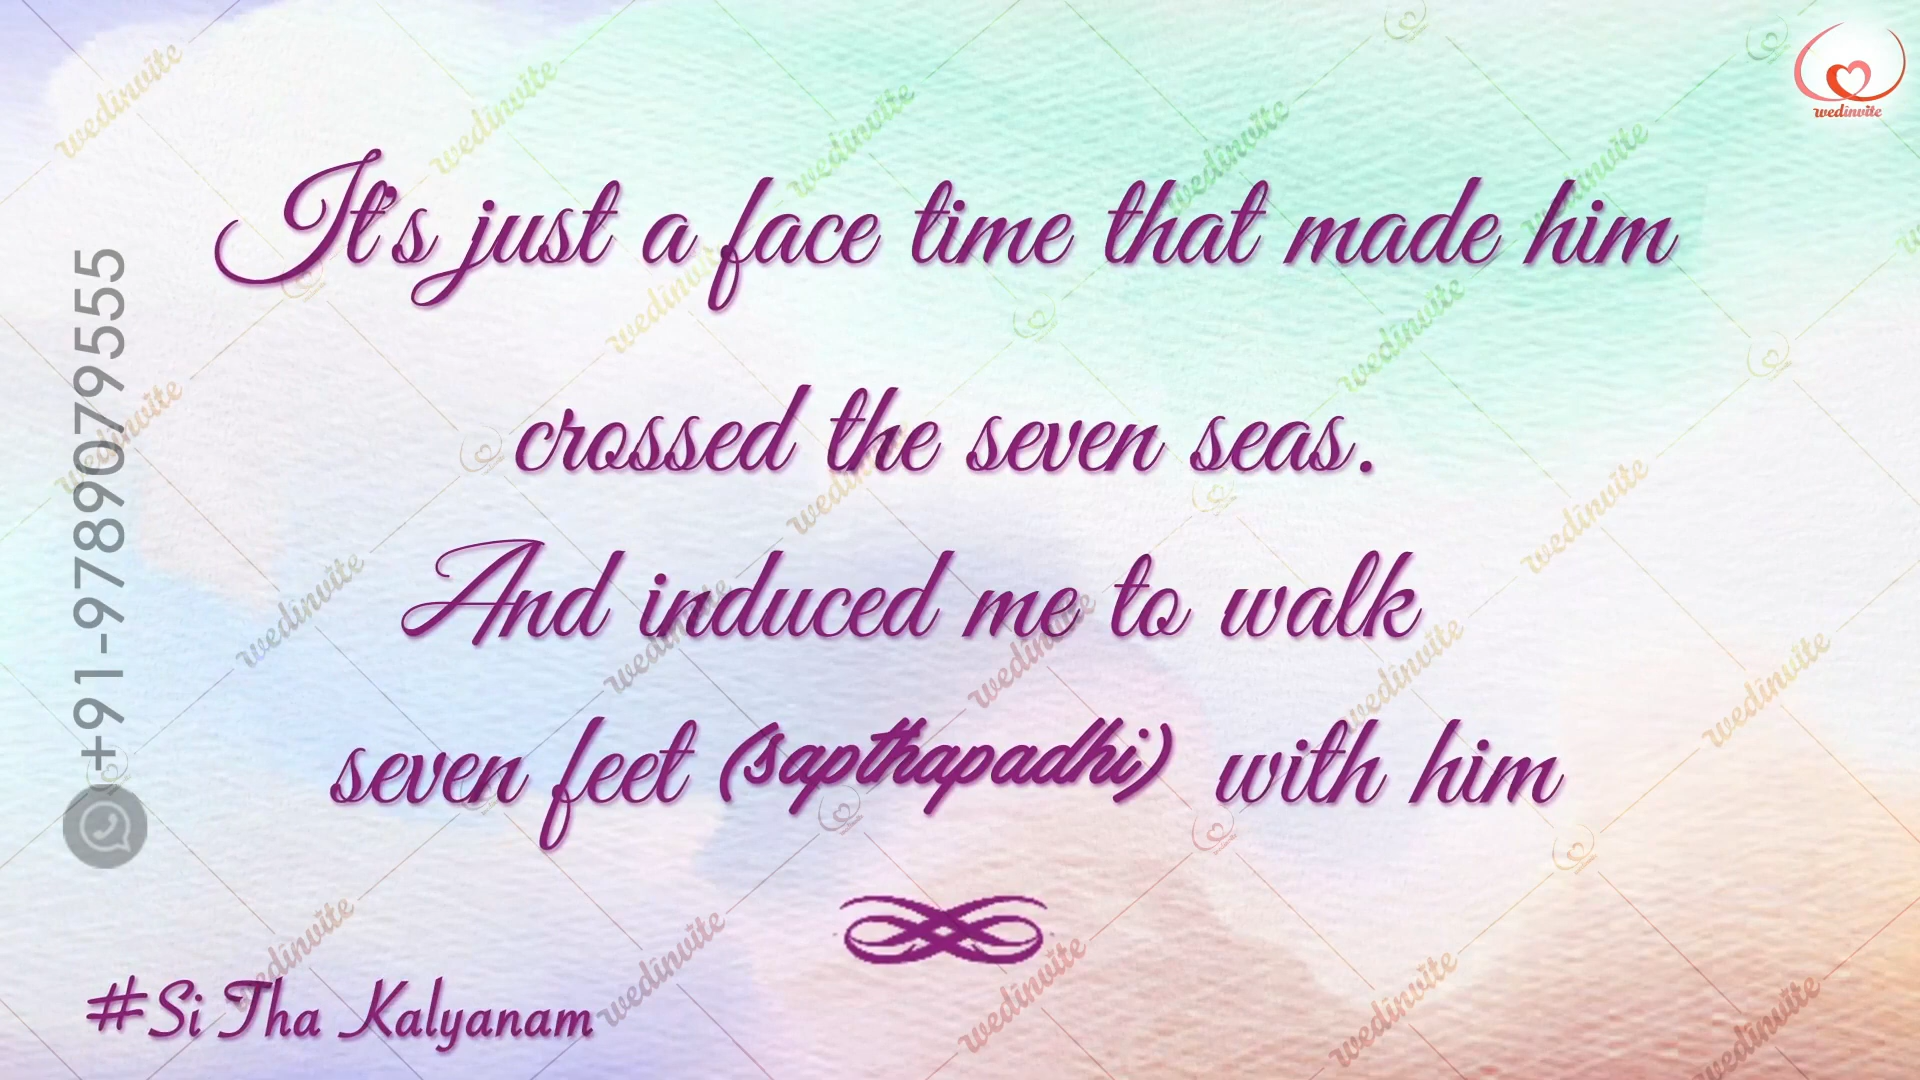 wedinvite
It's just a face time that made him
crossed the seven seas.
And induced me to walk
seven feet (sapthapadhi) with him
#Si Tha Kalyanam
+91-9789079555